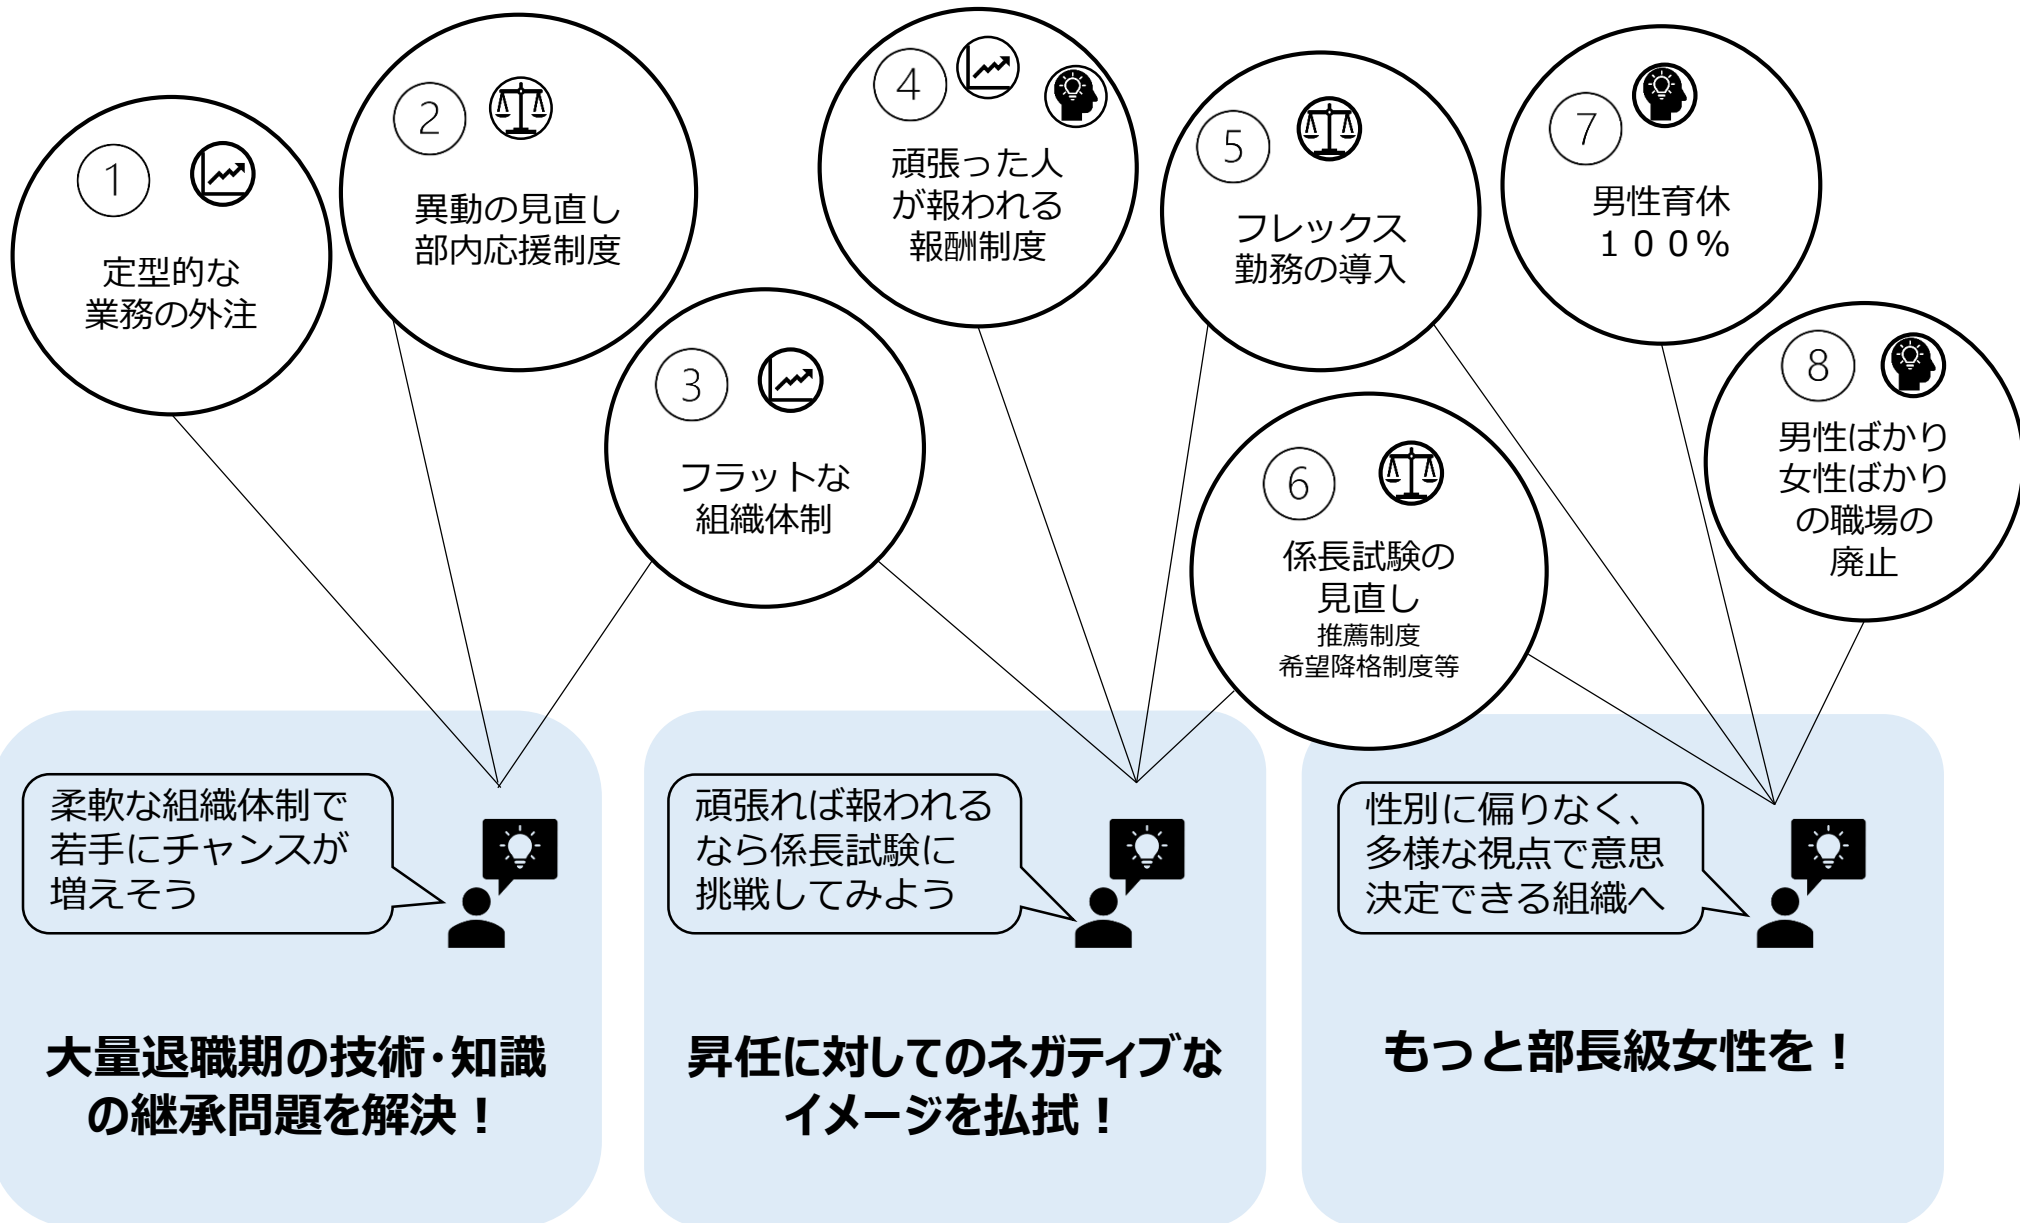 1
定型的な
業務の外注
2
異動の見直し
部内応援制度
3
フラットな
組織体制
4
頑張った人
が報われる
報酬制度
5
フレックス
勤務の導入
6
係長試験の
見直し
推薦制度
希望降格制度等
7
男性育休
１００％
8
男性ばかり
女性ばかり
の職場の
廃止
柔軟な組織体制で
若手にチャンスが
増えそう
大量退職期の技術･知識
の継承問題を解決！
頑張れば報われる
なら係長試験に
挑戦してみよう
昇任に対してのネガティブな
イメージを払拭！
性別に偏りなく、
多様な視点で意思
決定できる組織へ
もっと部長級女性を！